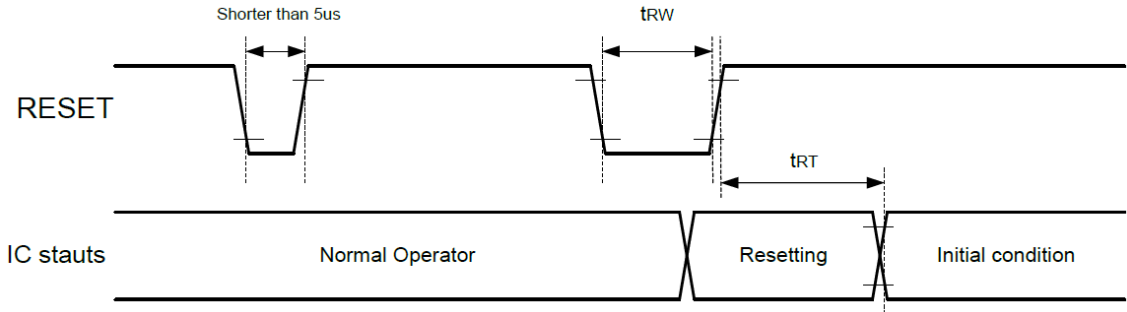 Shorter than 5us
tRW
RESET
tRT
IC stauts
Normal Operator
Resetting
Initial condition